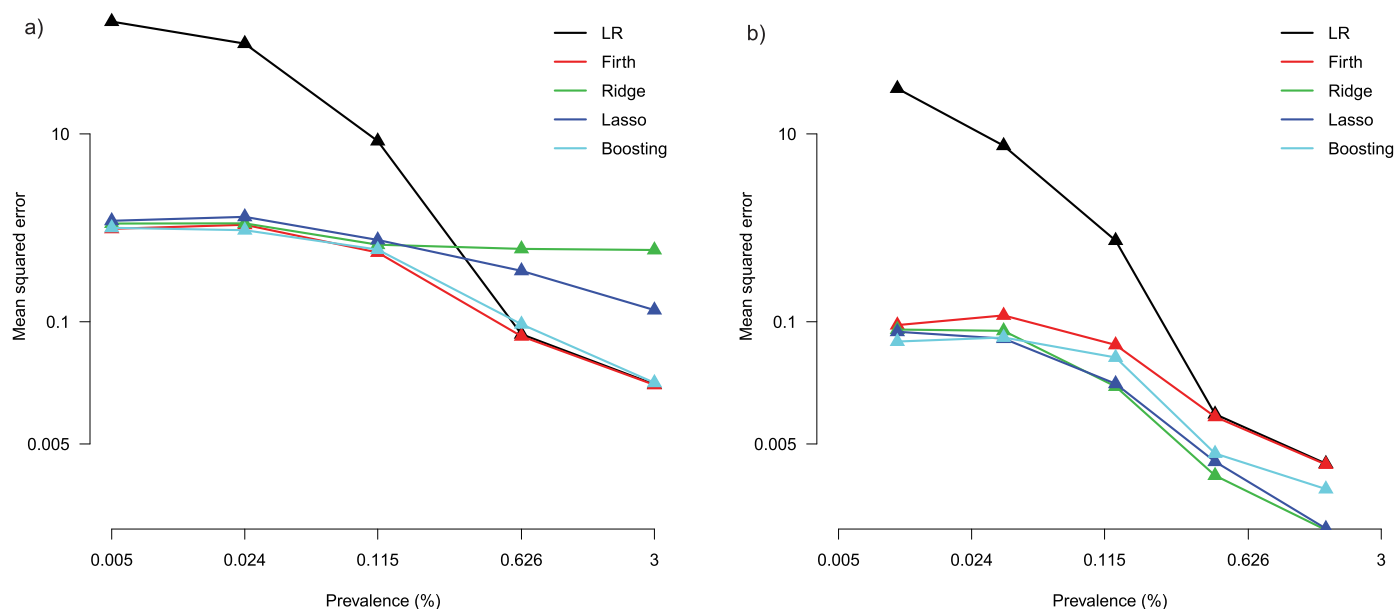 a)
LR
Firth
Ridge
Lasso
Boosting
Mean squared error
10
0.1
0.005
0.005 0.024 0.115 0.626 3
Prevalence (%)
b)
LR
Firth
Ridge
Lasso
Boosting
Mean squared error
10
0.1
0.005
0.005 0.024 0.115 0.626 3
Prevalence (%)